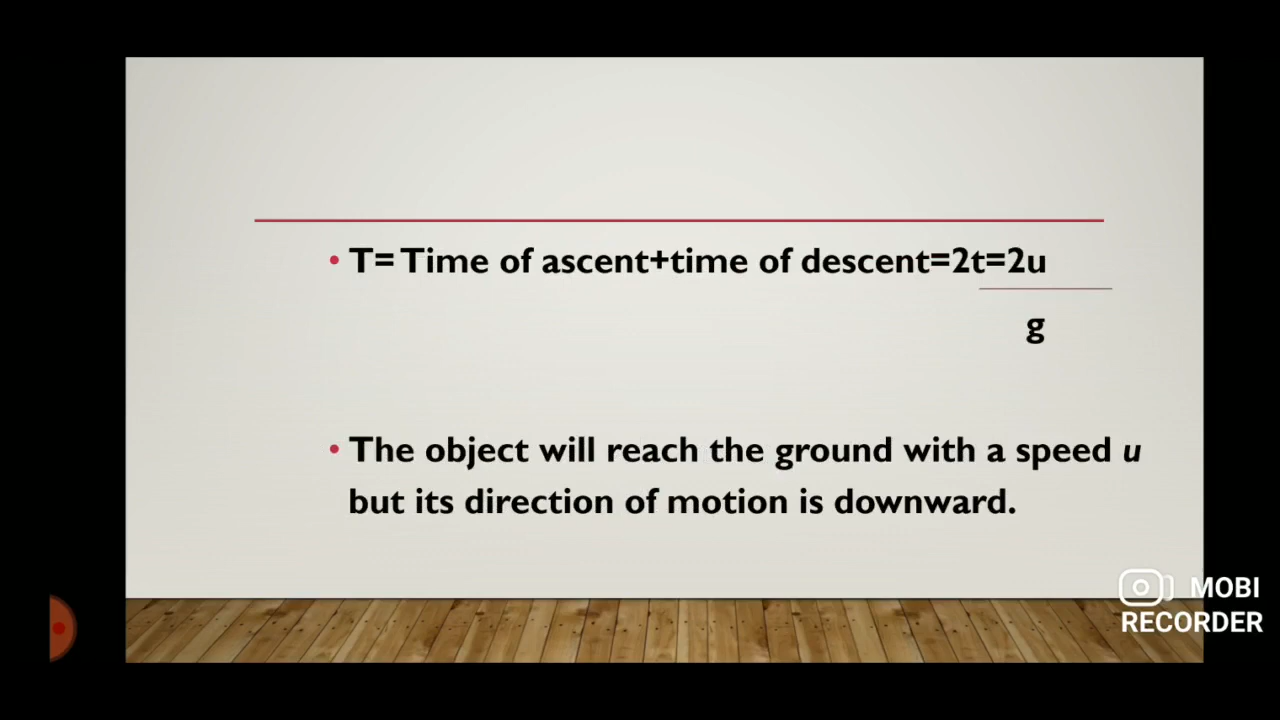 • T= Time of ascent+time of descent=2t=2u
g
• The object will reach the ground with a speed u
but its direction of motion is downward.
MOBI
RECORDER